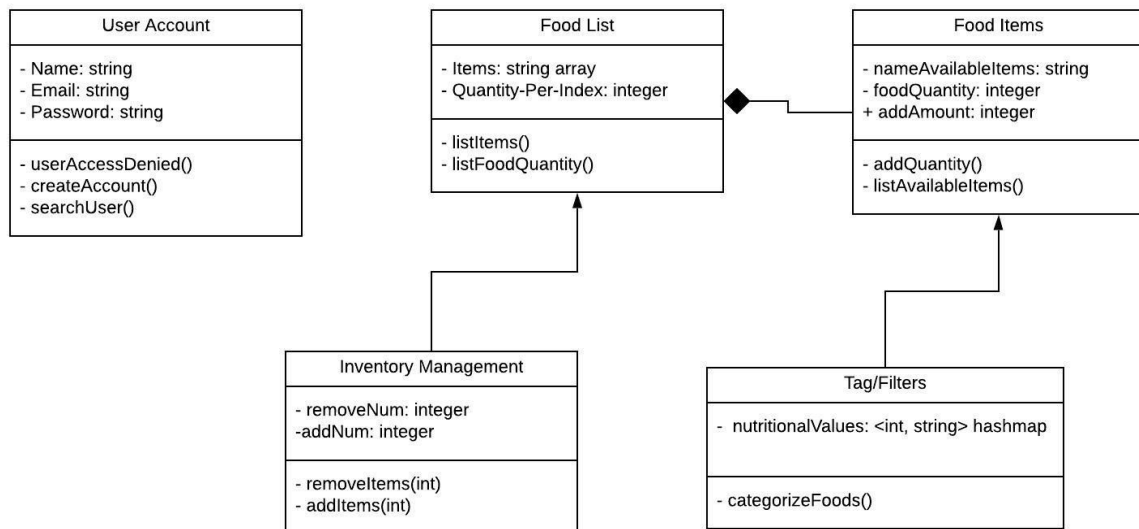 User Account
- Name: string
- Email: string
- Password: string
- userAccessDenied()
- createAccount()
- searchUser()
Food List
- Items: string array
- Quantity-Per-Index: integer
- listItems()
- listFoodQuantity()
Food Items
- nameAvailableItems: string
- foodQuantity: integer
+ addAmount: integer
- addQuantity()
- listAvailableItems()
Inventory Management
- removeNum: integer
-addNum: integer
- removeItems(int)
- addItems(int)
Tag/Filters
- nutritionalValues: <int, string> hashmap
- categorizeFoods()